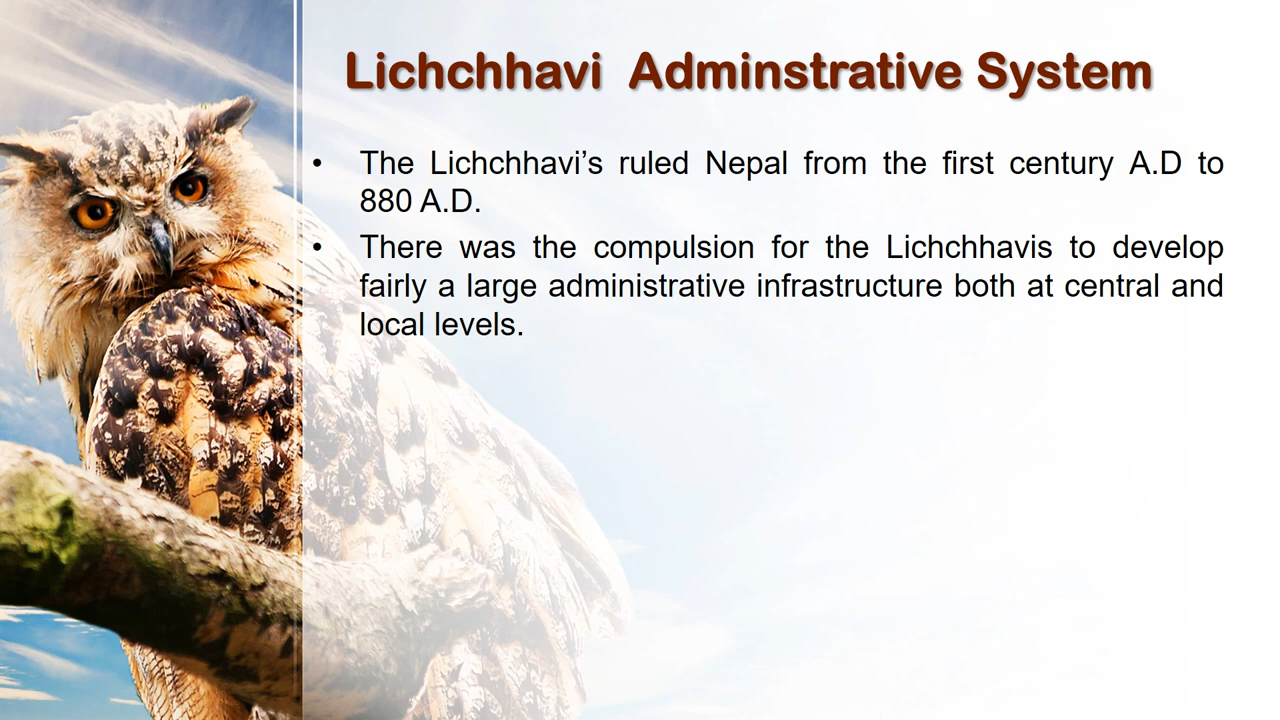 Lichchhavi  Adminstrative System
• The Lichchhavi’s ruled Nepal from the first century A.D to
880 A.D.
• There was the compulsion for the Lichchhavis to develop
fairly a large administrative infrastructure both at central and
local levels.